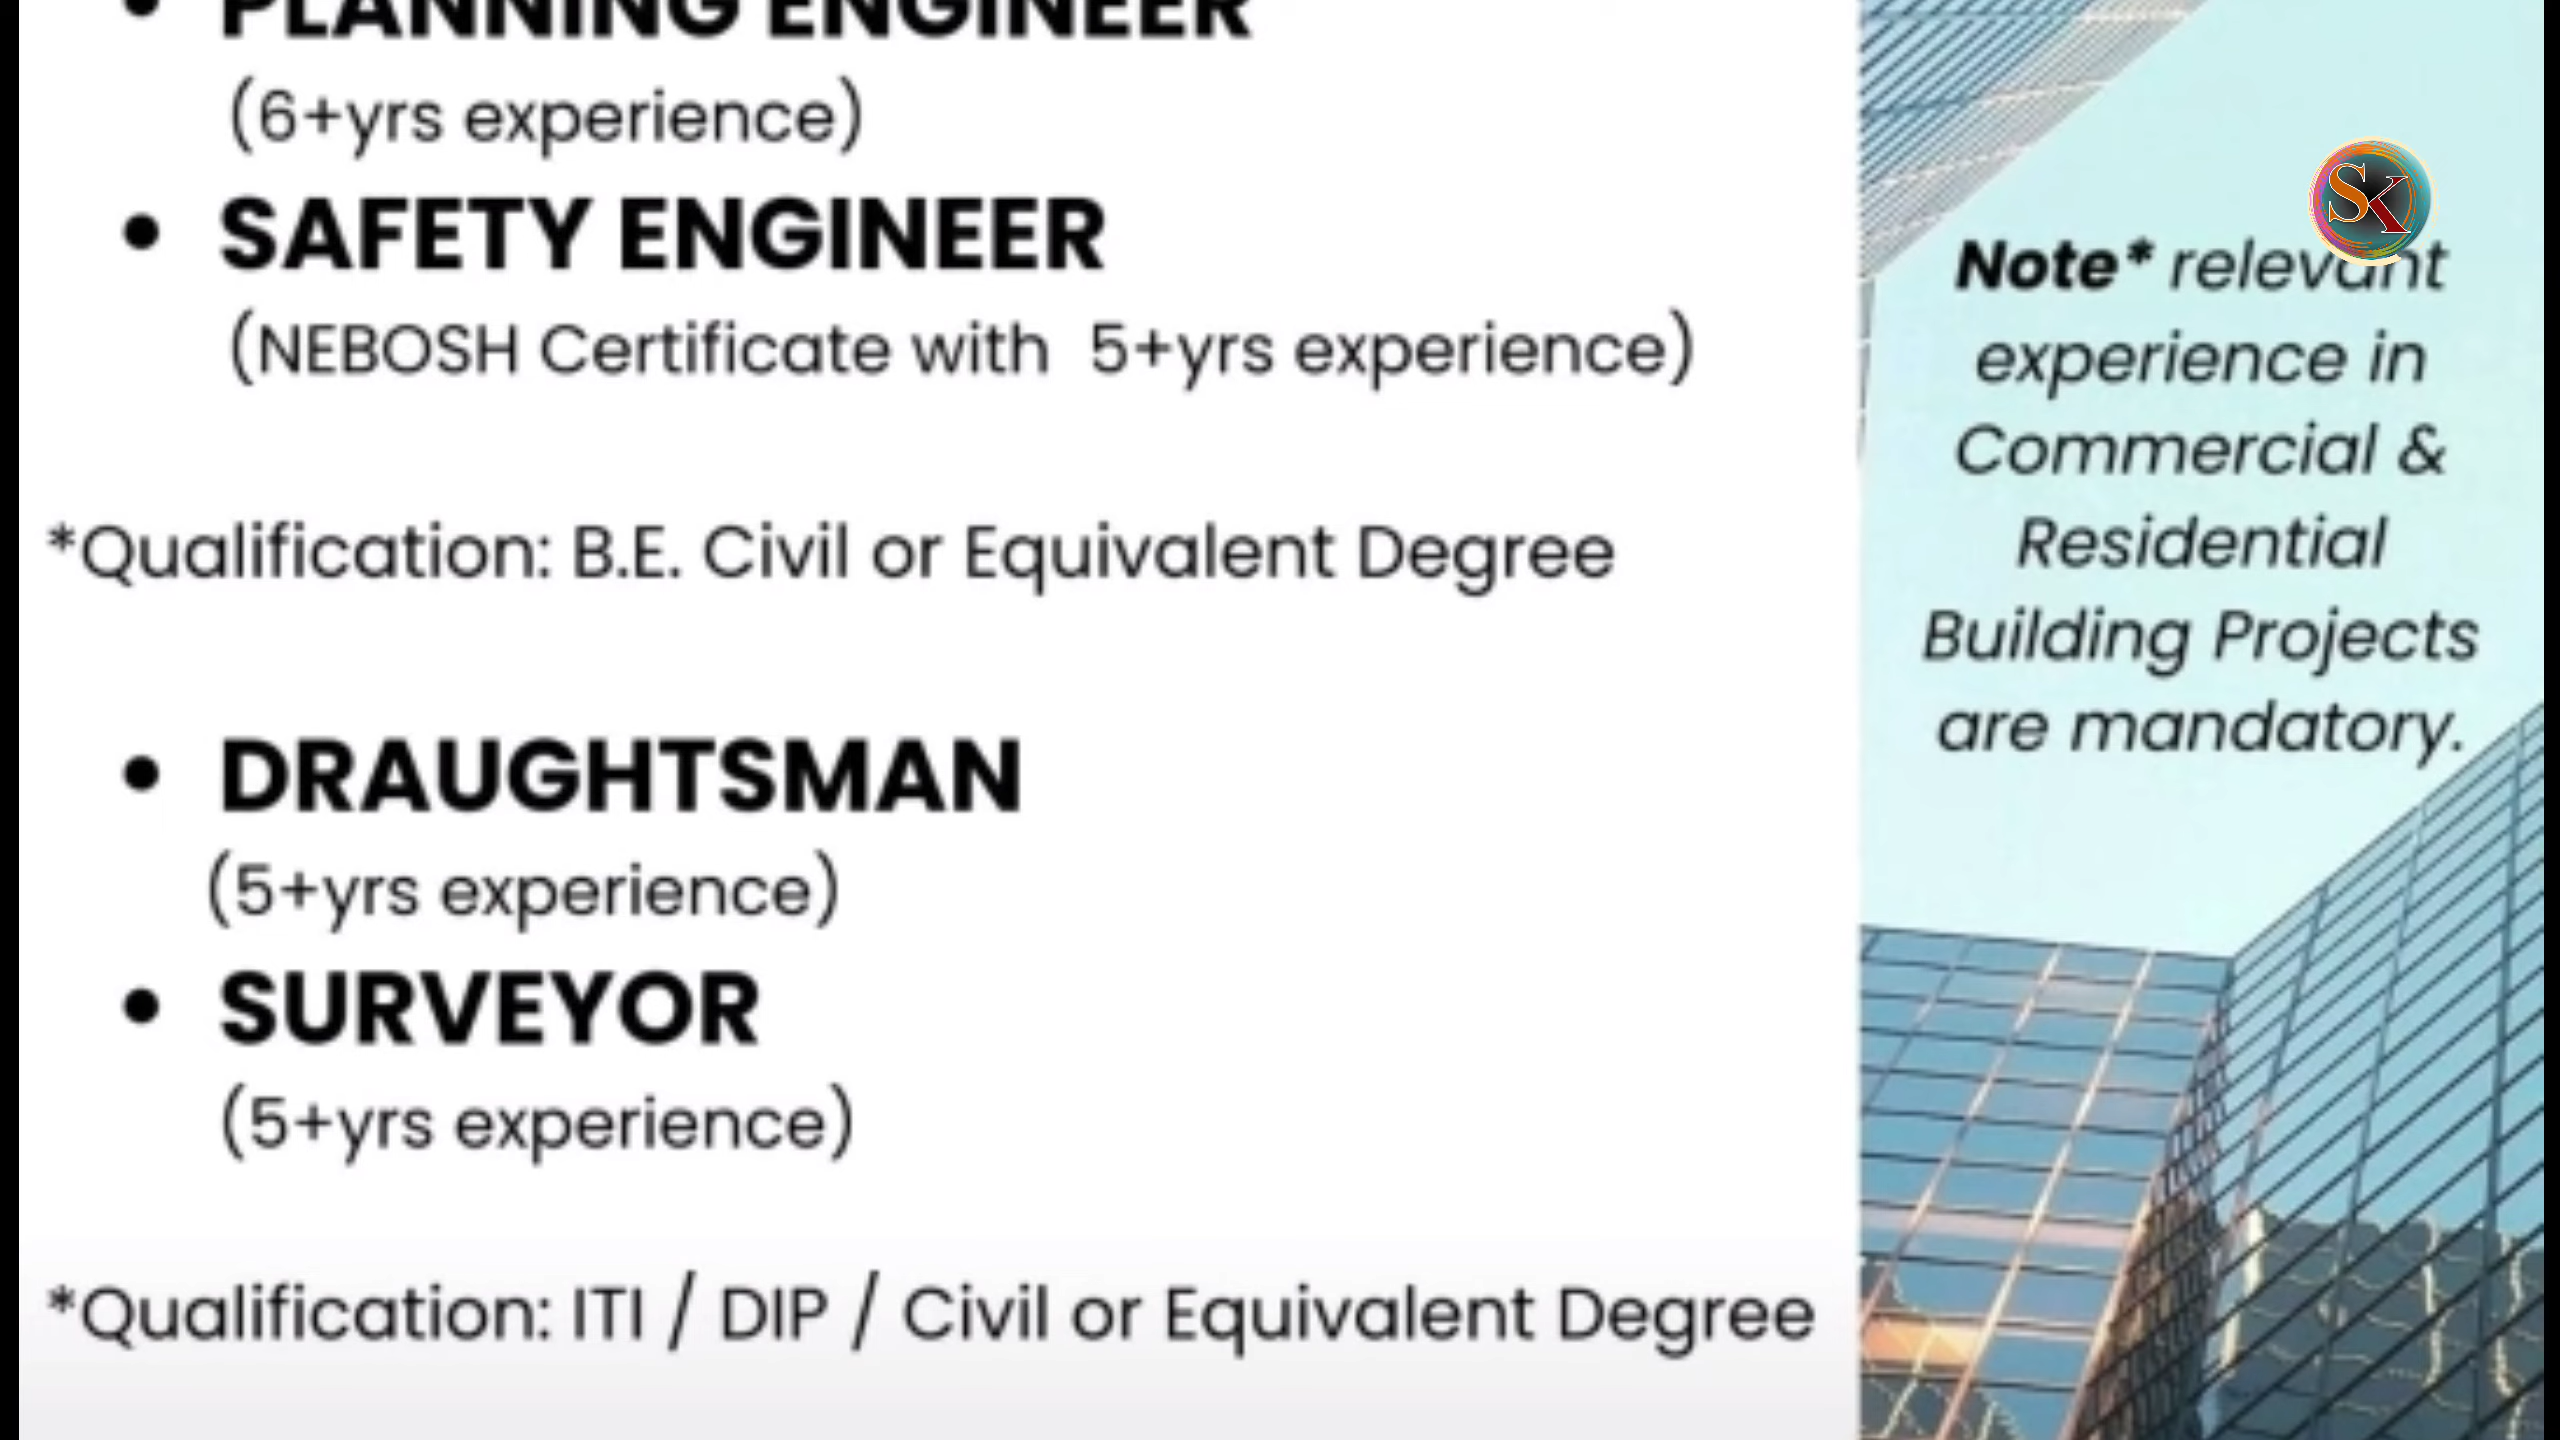 • PLANNING ENGINEER
(6+yrs experience)
• SAFETY ENGINEER
(NEBOSH Certificate with 5+yrs experience)
*Qualification: B.E. Civil or Equivalent Degree
• DRAUGHTSMAN
(5+yrs experience)
• SURVEYOR
(5+yrs experience)
*Qualification: ITI / DIP / Civil or Equivalent Degree
SK
Note* relevant
experience in
Commercial &
Residential
Building Projects
are mandatory.